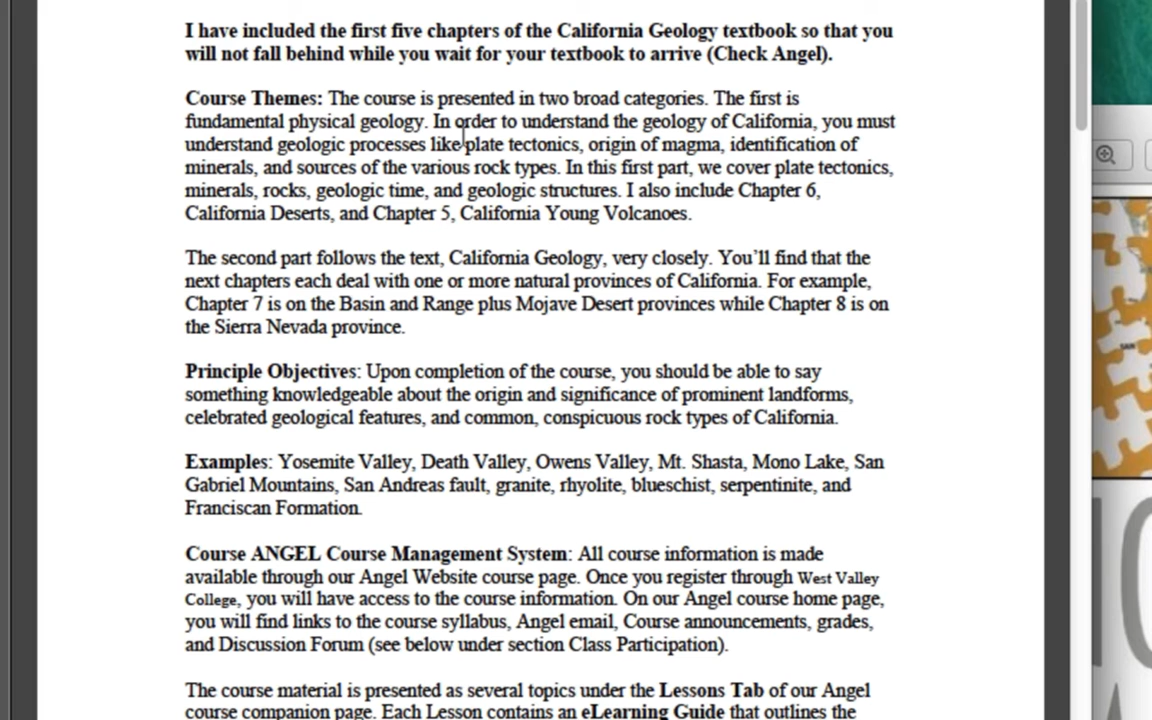 I have included the first five chapters of the California Geology textbook so that you
will not fall behind while you wait for your textbook to arrive (Check Angel).
Course Themes: The course is presented in two broad categories. The first is
fundamental physical geology. In order to understand the geology of California, you must
understand geologic processes like plate tectonics, origin of magma, identification of
minerals, and sources of the various rock types. In this first part, we cover plate tectonics,
minerals, rocks, geologic time, and geologic structures. I also include Chapter 6,
California Deserts, and Chapter 5, California Young Volcanoes.
The second part follows the text, California Geology, very closely. You’ll find that the
next chapters each deal with one or more natural provinces of California. For example,
Chapter 7 is on the Basin and Range plus Mojave Desert provinces while Chapter 8 is on
the Sierra Nevada province.
Principle Objectives: Upon completion of the course, you should be able to say
something knowledgeable about the origin and significance of prominent landforms,
celebrated geological features, and common, conspicuous rock types of California.
Examples: Yosemite Valley, Death Valley, Owens Valley, Mt. Shasta, Mono Lake, San
Gabriel Mountains, San Andreas fault, granite, rhyolite, blueschist, serpentinite, and
Franciscan Formation.
Course ANGEL Course Management System: All course information is made
available through our Angel Website course page. Once you register through West Valley
College, you will have access to the course information. On our Angel course home page,
you will find links to the course syllabus, Angel email, Course announcements, grades,
and Discussion Forum (see below under section Class Participation).
The course material is presented as several topics under the Lessons Tab of our Angel
course companion page. Each Lesson contains an eLearning Guide that outlines the